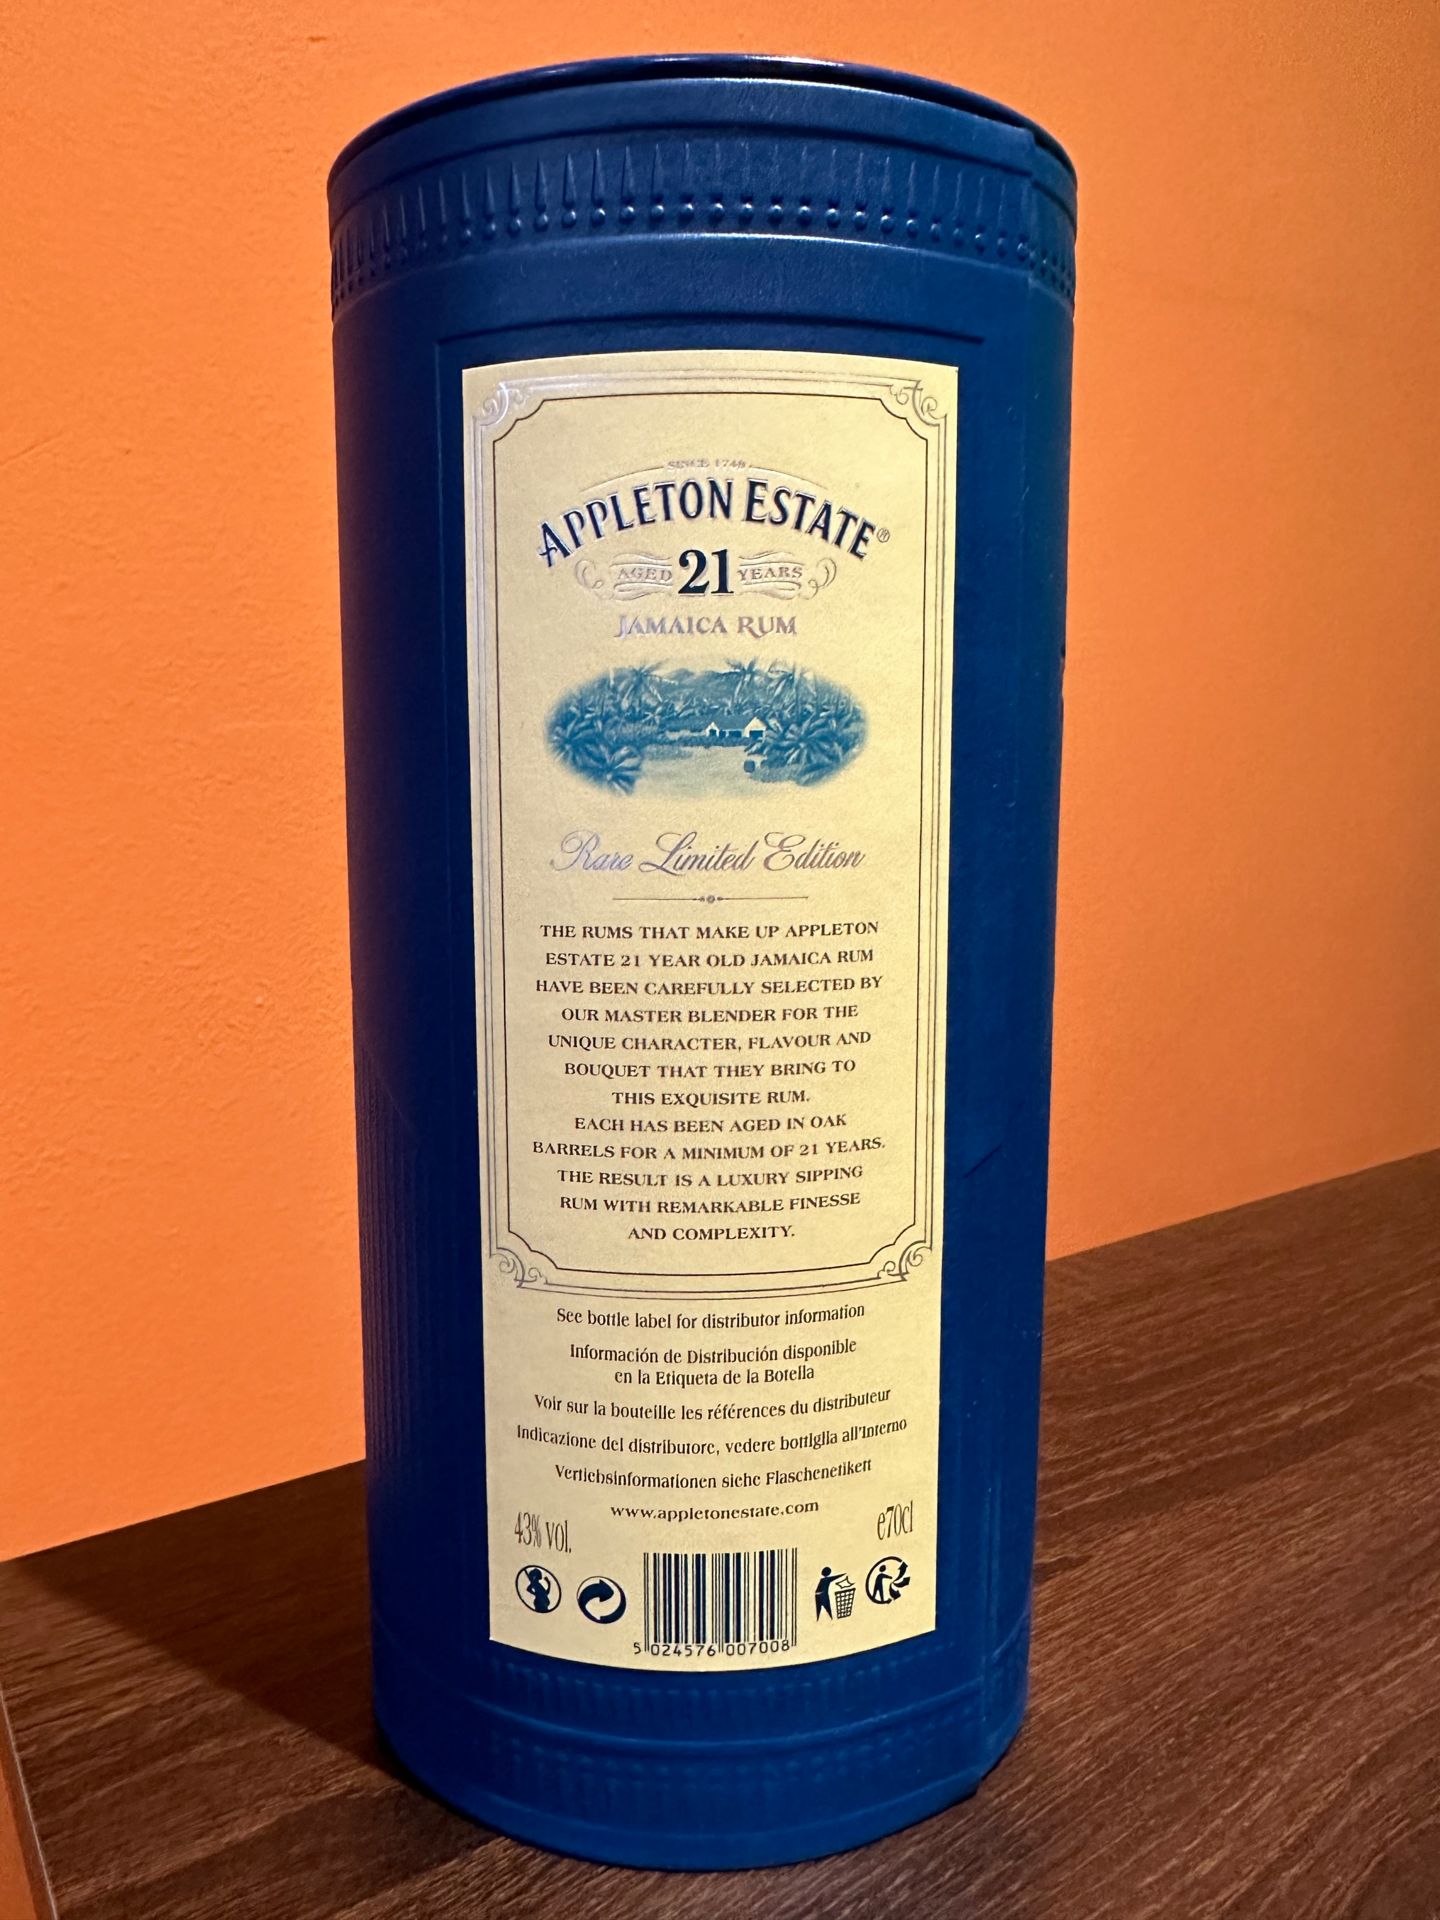 SINCE 1749
APPLETON ESTATE®
AGED 21 YEARS
JAMAICA RUM
Rare Limited Edition
THE RUMS THAT MAKE UP APPLETON
ESTATE 21 YEAR OLD JAMAICA RUM
HAVE BEEN CAREFULLY SELECTED BY
OUR MASTER BLENDER FOR THE
UNIQUE CHARACTER, FLAVOUR AND
BOUQUET THAT THEY BRING TO
THIS EXQUISITE RUM.
EACH HAS BEEN AGED IN OAK
BARRELS FOR A MINIMUM OF 21 YEARS.
THE RESULT IS A LUXURY SIPPING
RUM WITH REMARKABLE FINESSE
AND COMPLEXITY.
See bottle label for distributor information
Información de Distribución disponible
en la Etiqueta de la Botella
Voir sur la bouteille les références du distributeur
Indicazione del distributore, vedere bottiglia all'Interno
Vertiebsinformationen siehe Flaschenetikett
www.appletonestate.com
43% vol.
e70cl
5 024576 007008